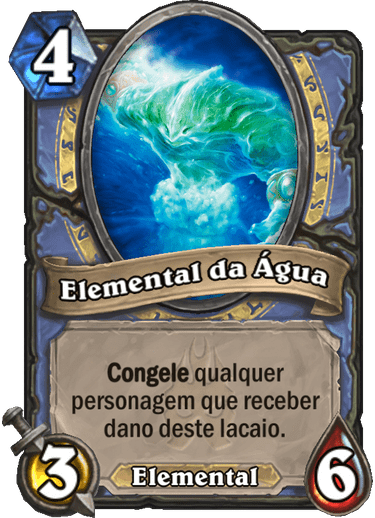 4
Elemental da Água
Congele qualquer
personagem que receber
dano deste lacaio.
3
Elemental
6